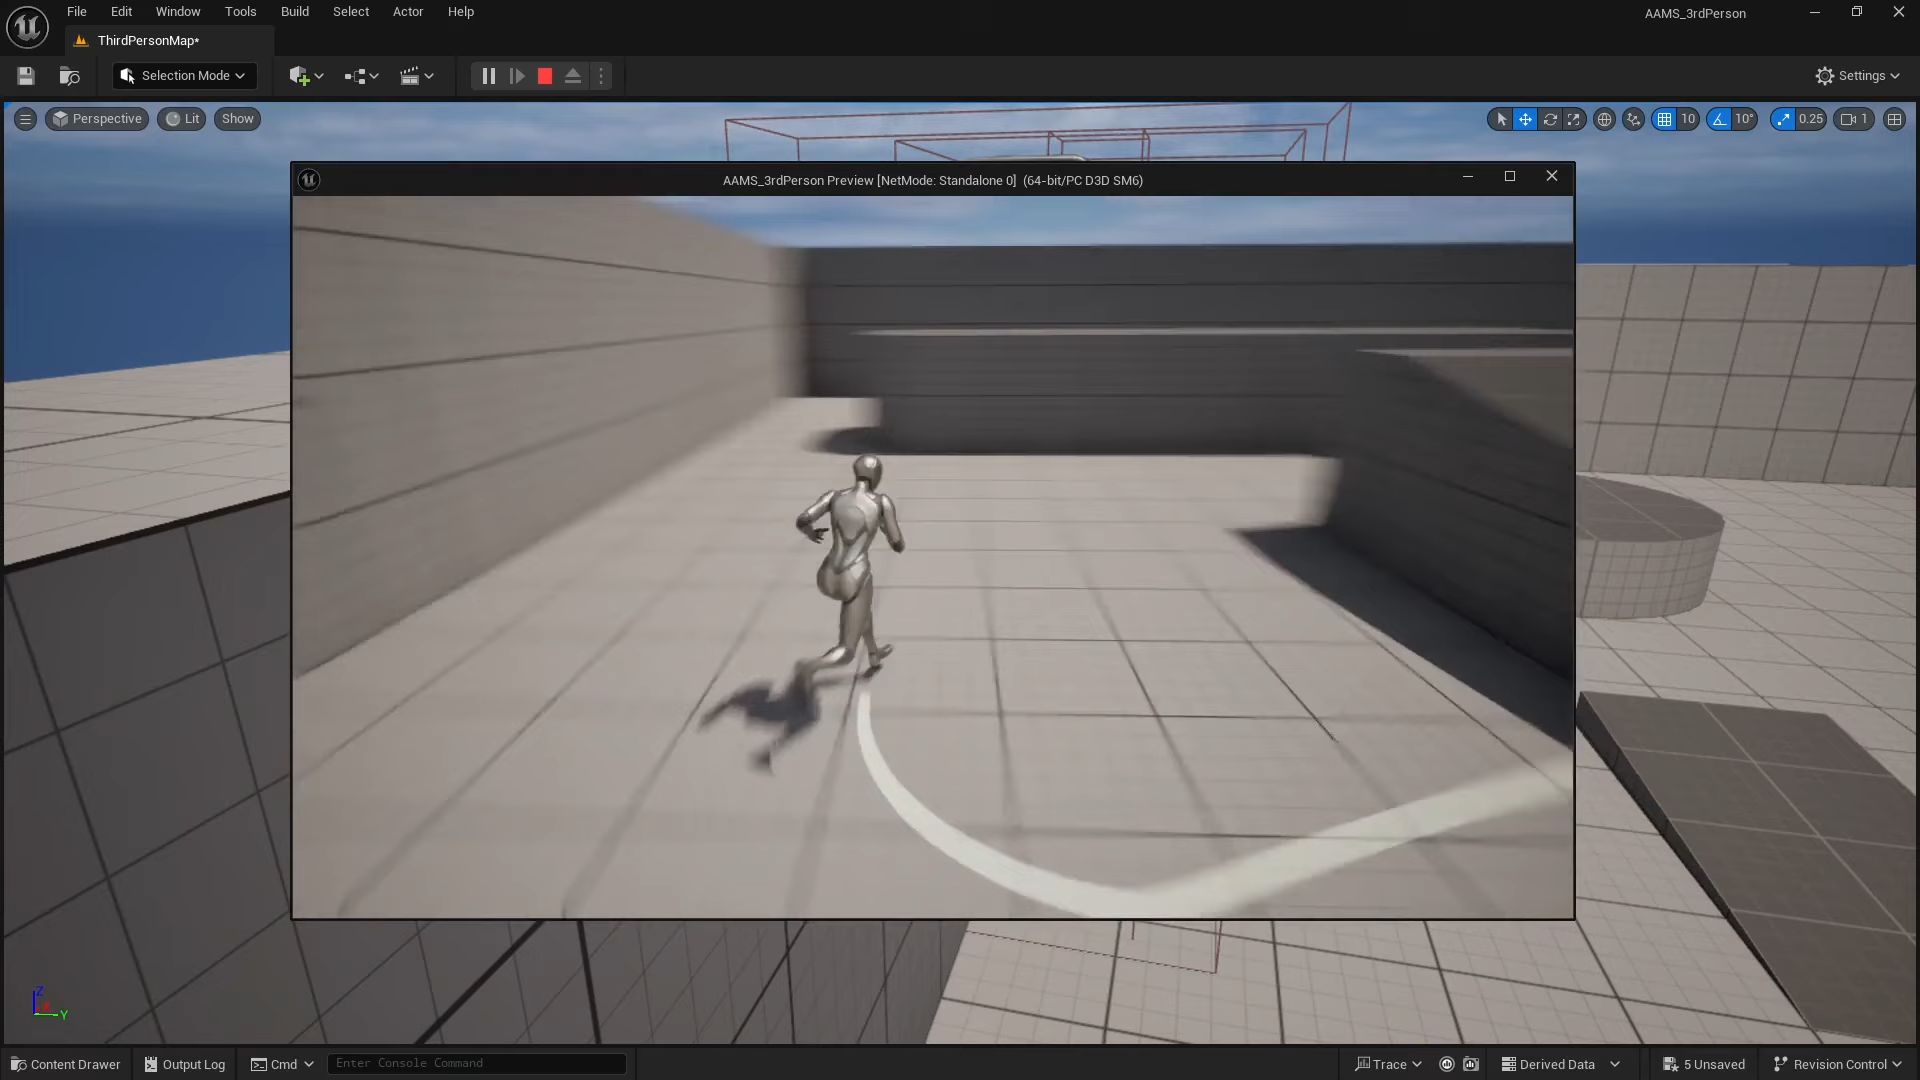 File Edit Window Tools Build Select Actor Help
AAMS_3rdPerson
ThirdPersonMap*
Selection Mode
Settings
Perspective Lit Show
10 10° 0.25 1
AAMS_3rdPerson Preview [NetMode: Standalone 0] (64-bit/PC D3D SM6)
Z
X
Y
Content Drawer Output Log Cmd Enter Console Command Trace Derived Data 5 Unsaved Revision Control